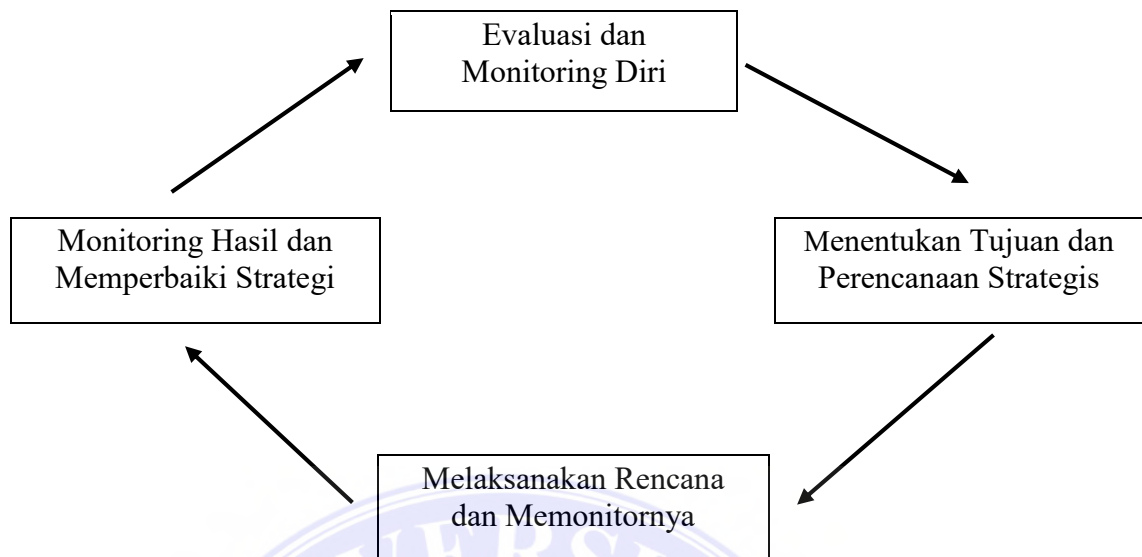 Evaluasi dan
Monitoring Diri
Monitoring Hasil dan
Memperbaiki Strategi
Menentukan Tujuan dan
Perencanaan Strategis
Melaksanakan Rencana
dan Memonitornya